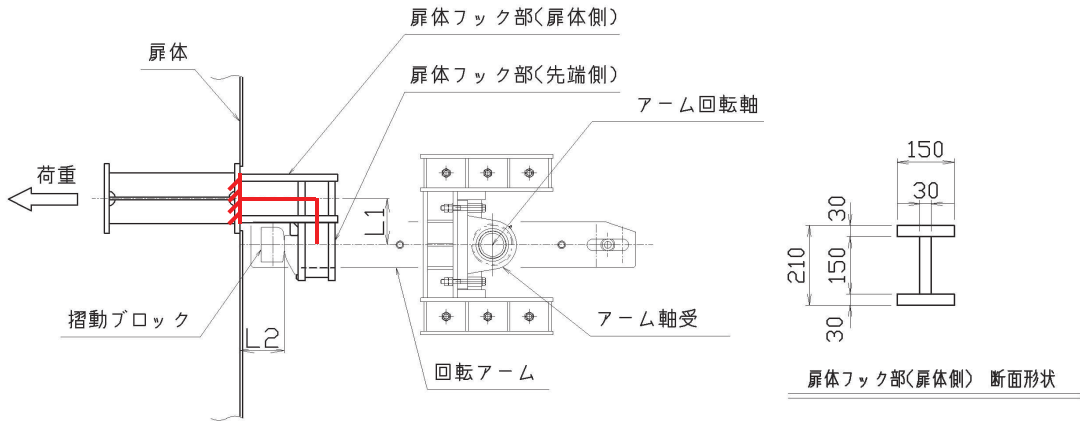 扉体フック部(扉体側)
扉体
扉体フック部(先端側)
アーム回転軸
荷重
L1
摺動ブロック
L2
アーム軸受
回転アーム
150
30
30
210
150
30
扉体フック部(扉体側) 断面形状